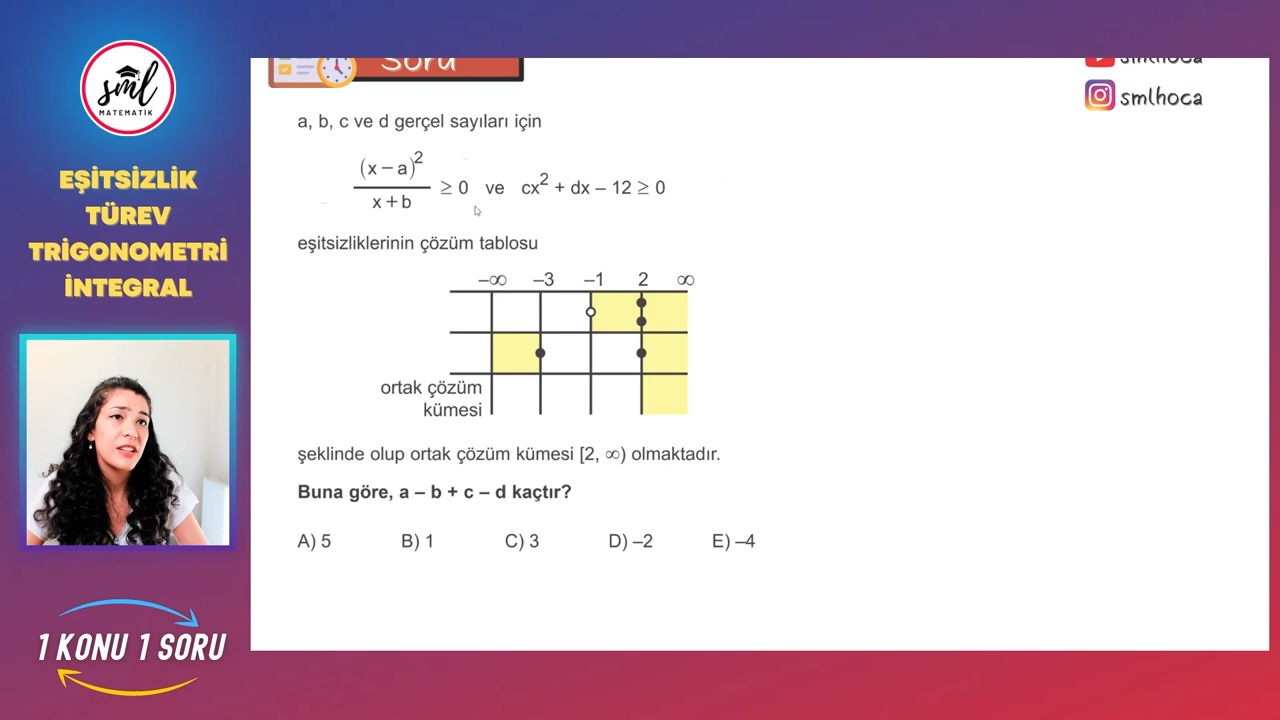 sml
MATEMATİK
EŞİTSİZLİK
TÜREV
TRİGONOMETRİ
İNTEGRAL
1 KONU 1 SORU
Soru
smlhoca
smlhoca
a, b, c ve d gerçel sayıları için
(x – a)²
x + b
≥ 0 ve cx² + dx – 12 ≥ 0
eşitsizliklerinin çözüm tablosu
–∞ –3 –1 2 ∞
ortak çözüm
kümesi
şeklinde olup ortak çözüm kümesi [2, ∞) olmaktadır.
Buna göre, a – b + c – d kaçtır?
A) 5 B) 1 C) 3 D) –2 E) –4